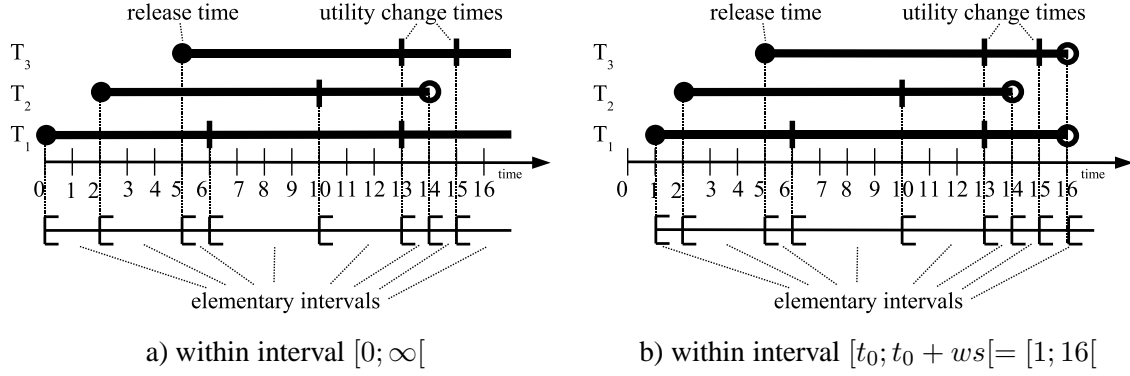 release time utility change times
T3
T2
T1
0 1 2 3 4 5 6 7 8 9 10 11 12 13 14 15 16 time
elementary intervals
a) within interval [0; ∞[
release time utility change times
T3
T2
T1
0 1 2 3 4 5 6 7 8 9 10 11 12 13 14 15 16 time
elementary intervals
b) within interval [t0; t0 + ws[= [1; 16[